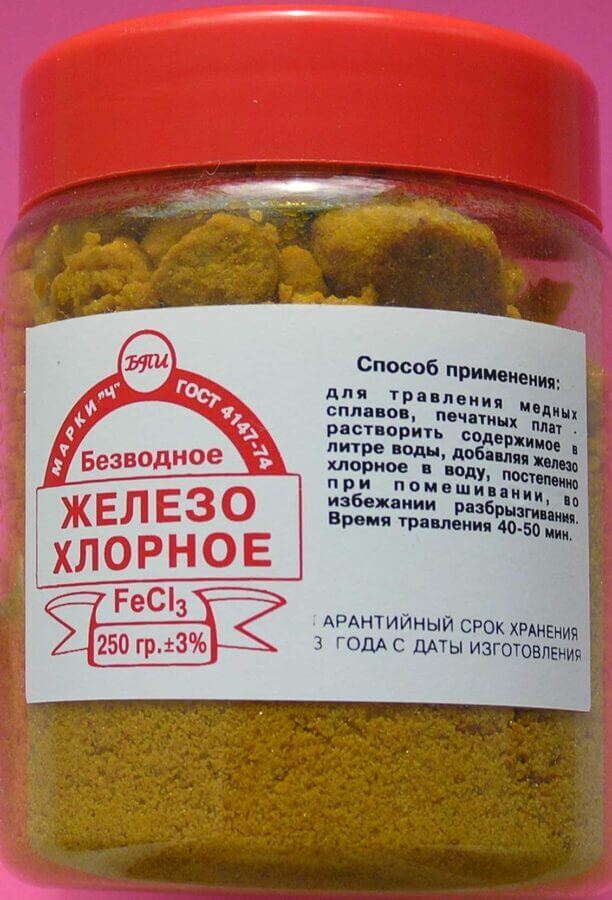 БАПИ
МАРКИ "Ч" ГОСТ 4147-74
Безводное
ЖЕЛЕЗО
ХЛОРНОЕ
FeCl₃
250 гр.±3%
Способ применения:
для травления медных
сплавов, печатных плат -
растворить содержимое в
литре воды, добавляя железо
хлорное в воду, постепенно
при помешивании, во
избежании разбрызгивания.
Время травления 40-50 мин.
ГАРАНТИЙНЫЙ СРОК ХРАНЕНИЯ
3 ГОДА С ДАТЫ ИЗГОТОВЛЕНИЯ